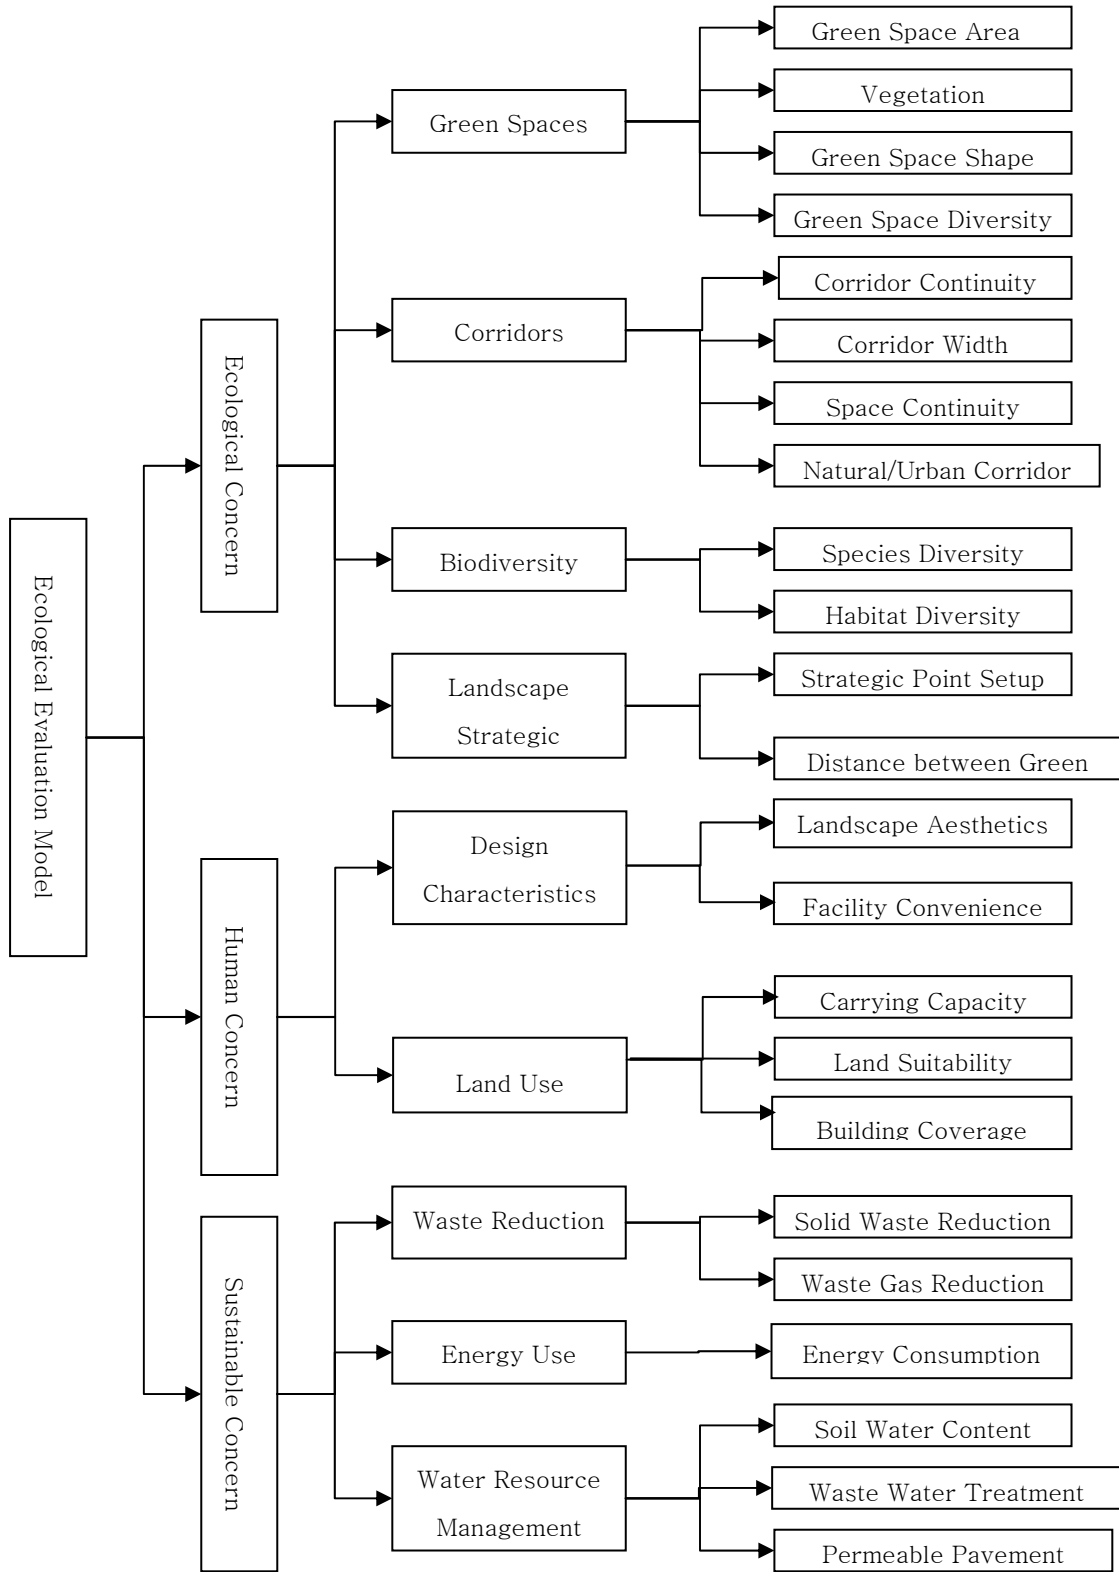 Ecological Evaluation Model
Ecological Concern
Green Spaces
Green Space Area
Vegetation
Green Space Shape
Green Space Diversity
Corridors
Corridor Continuity
Corridor Width
Space Continuity
Natural/Urban Corridor
Biodiversity
Species Diversity
Habitat Diversity
Landscape
Strategic
Strategic Point Setup
Distance between Green
Human Concern
Design
Characteristics
Landscape Aesthetics
Facility Convenience
Land Use
Carrying Capacity
Land Suitability
Building Coverage
Sustainable Concern
Waste Reduction
Solid Waste Reduction
Waste Gas Reduction
Energy Use
Energy Consumption
Water Resource
Management
Soil Water Content
Waste Water Treatment
Permeable Pavement